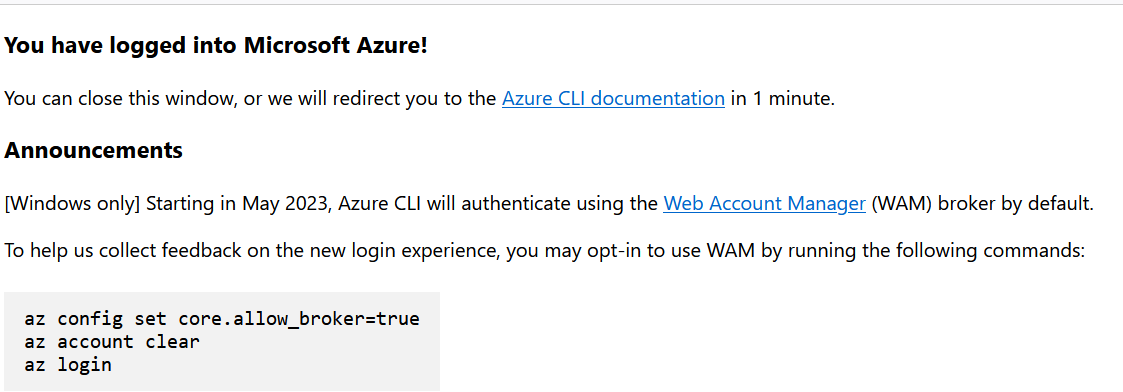 You have logged into Microsoft Azure!
You can close this window, or we will redirect you to the Azure CLI documentation in 1 minute.
Announcements
[Windows only] Starting in May 2023, Azure CLI will authenticate using the Web Account Manager (WAM) broker by default.
To help us collect feedback on the new login experience, you may opt-in to use WAM by running the following commands:
az config set core.allow_broker=true
az account clear
az login